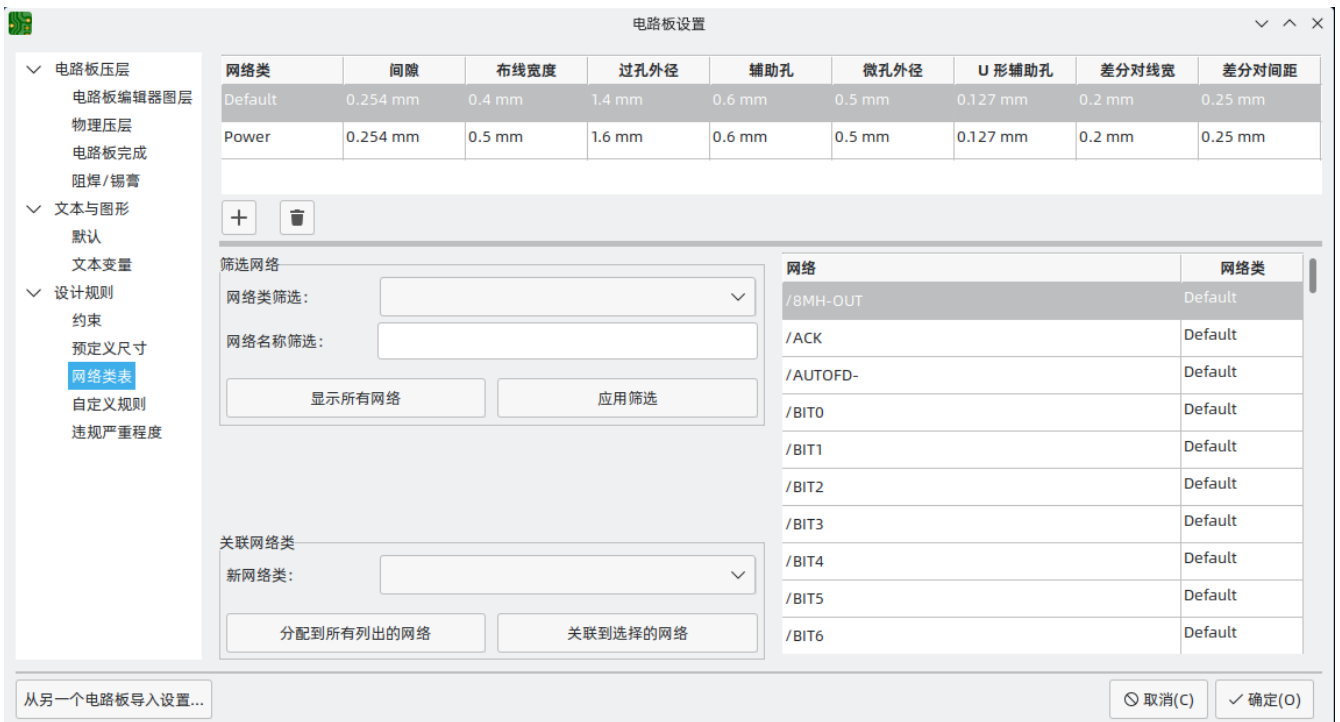 电路板设置
电路板压层
电路板编辑器图层
物理压层
电路板完成
阻焊/锡膏
文本与图形
默认
文本变量
设计规则
约束
预定义尺寸
网络类表
自定义规则
违规严重程度
网络类 间隙 布线宽度 过孔外径 辅助孔 微孔外径 U 形辅助孔 差分对线宽 差分对间距
Default 0.254 mm 0.4 mm 1.4 mm 0.6 mm 0.5 mm 0.127 mm 0.2 mm 0.25 mm
Power 0.254 mm 0.5 mm 1.6 mm 0.6 mm 0.5 mm 0.127 mm 0.2 mm 0.25 mm
筛选网络
网络类筛选:
网络名称筛选:
显示所有网络 应用筛选
关联网络类
新网络类:
分配到所有列出的网络 关联到选择的网络
网络 网络类
/8MH-OUT Default
/ACK Default
/AUTOFD- Default
/BIT0 Default
/BIT1 Default
/BIT2 Default
/BIT3 Default
/BIT4 Default
/BIT5 Default
/BIT6 Default
从另一个电路板导入设置... 取消(C) 确定(O)